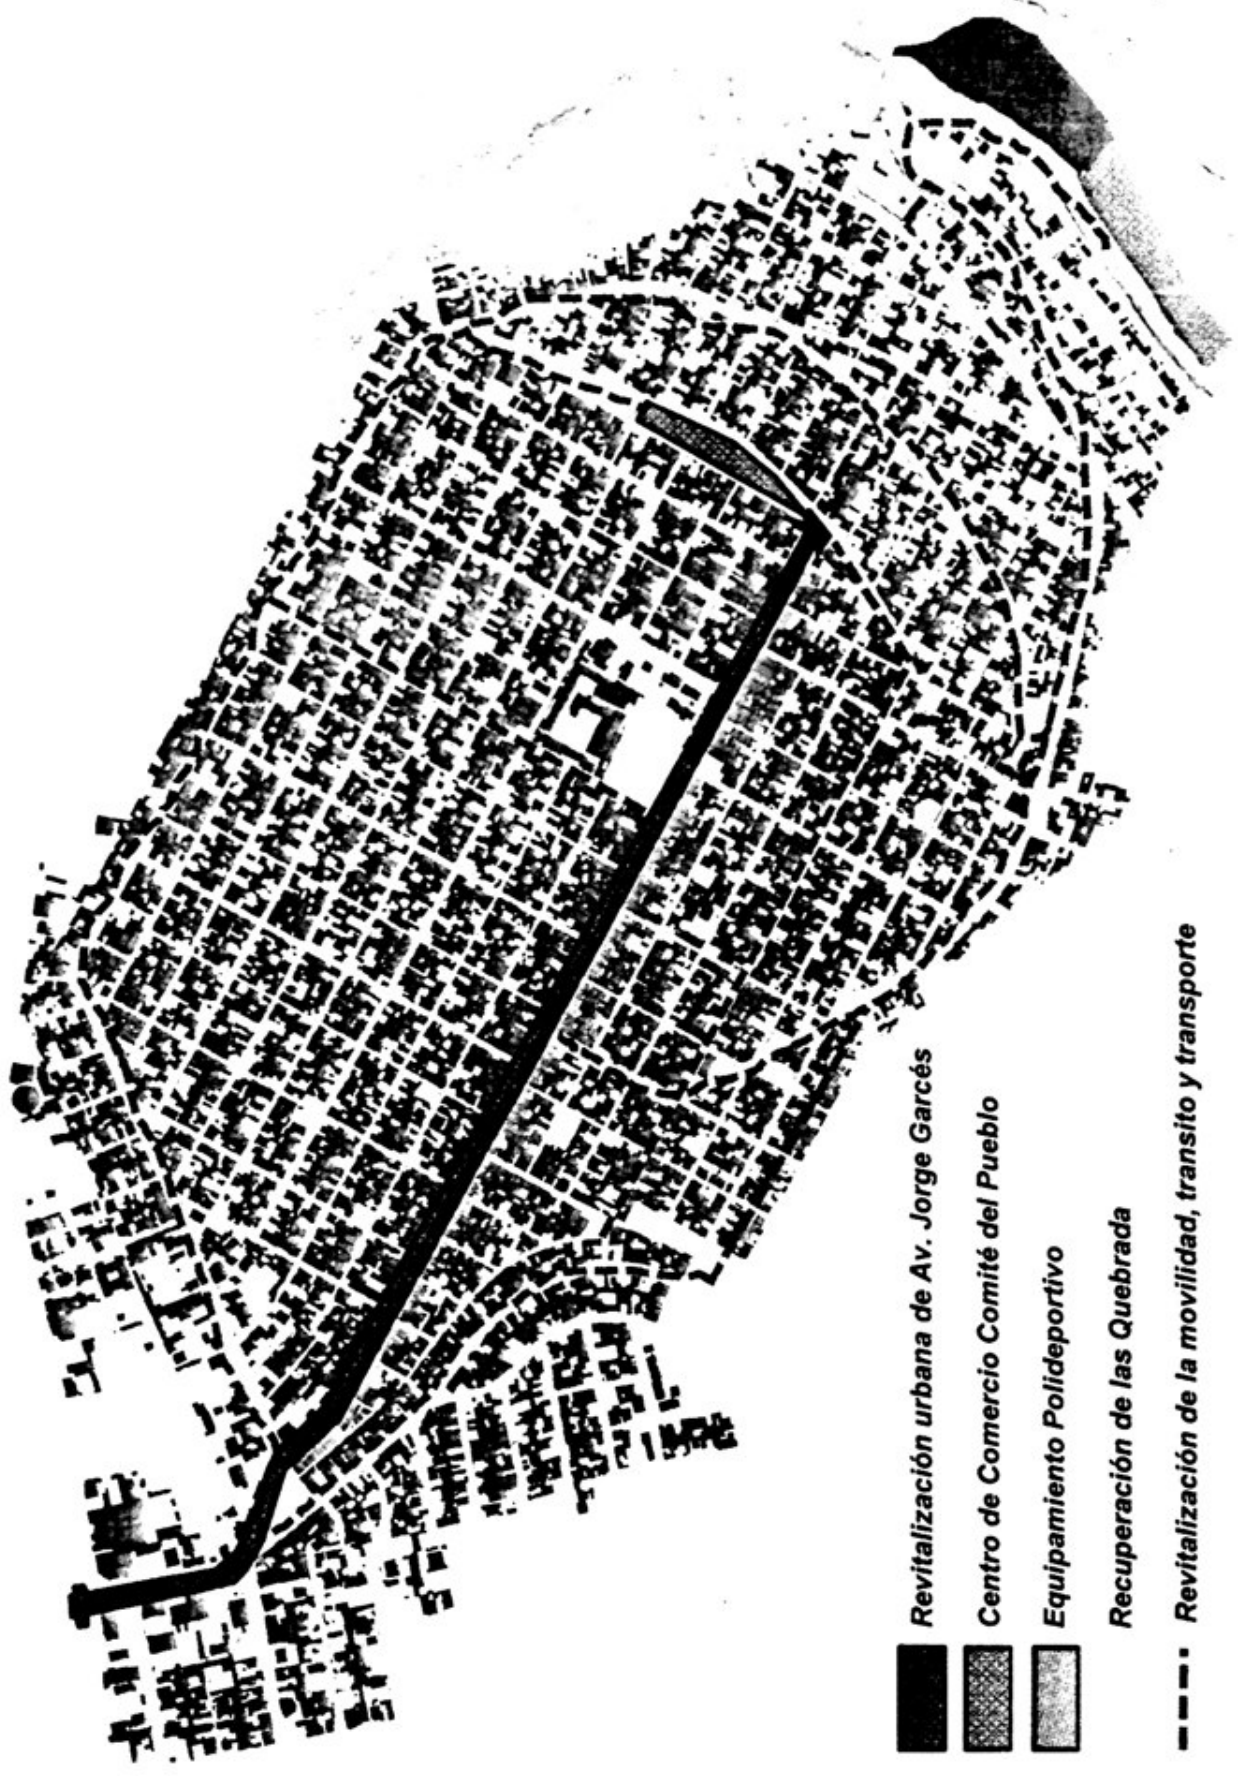 Revitalización urbana de Av. Jorge Garcés
Centro de Comercio Comité del Pueblo
Equipamiento Polideportivo
Recuperación de las Quebrada
Revitalización de la movilidad, transito y transporte